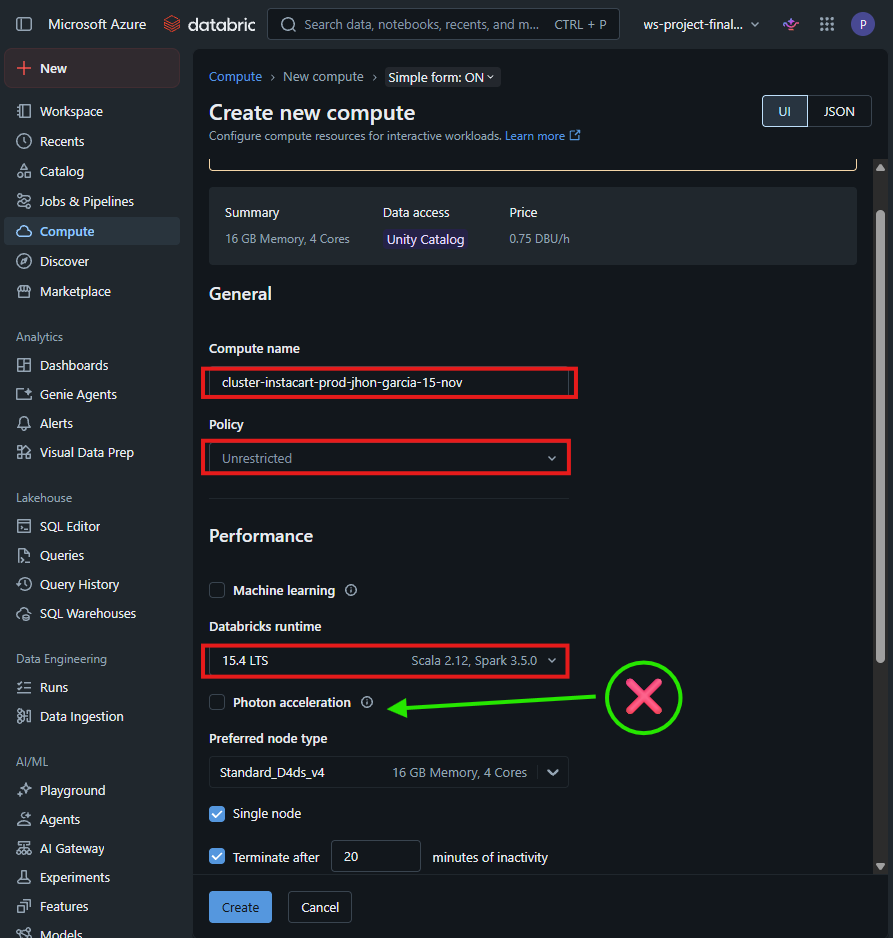 Microsoft Azure databric Search data, notebooks, recents, and m... CTRL + P ws-project-final... P
New
Workspace
Recents
Catalog
Jobs & Pipelines
Compute
Discover
Marketplace
Analytics
Dashboards
Genie Agents
Alerts
Visual Data Prep
Lakehouse
SQL Editor
Queries
Query History
SQL Warehouses
Data Engineering
Runs
Data Ingestion
AI/ML
Playground
Agents
AI Gateway
Experiments
Features
Models
Compute › New compute › Simple form: ON
Create new compute
UI JSON
Configure compute resources for interactive workloads. Learn more
Summary Data access Price
16 GB Memory, 4 Cores Unity Catalog 0.75 DBU/h
General
Compute name
cluster-instacart-prod-jhon-garcia-15-nov
Policy
Unrestricted
Performance
Machine learning
Databricks runtime
15.4 LTS Scala 2.12, Spark 3.5.0
Photon acceleration
Preferred node type
Standard_D4ds_v4 16 GB Memory, 4 Cores
Single node
Terminate after 20 minutes of inactivity
Create Cancel